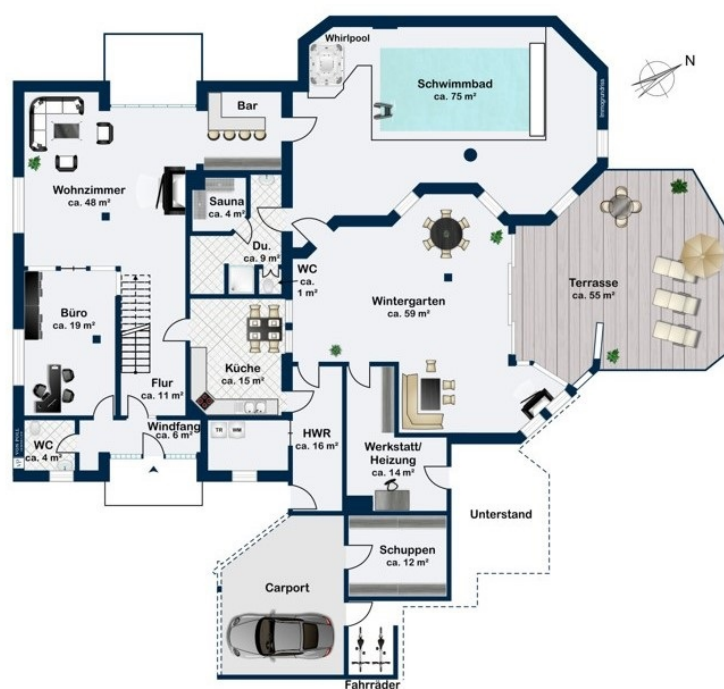 Whirlpool
N
Schwimmbad
ca. 75 m²
Bar
immogrundriss
Wohnzimmer
ca. 48 m²
Sauna
ca. 4 m²
Du.
ca. 9 m²
WC
ca.
1 m²
Wintergarten
ca. 59 m²
Terrasse
ca. 55 m²
Büro
ca. 19 m²
Küche
ca. 15 m²
Flur
ca. 11 m²
Windfang
ca. 6 m²
WC
ca. 4 m²
TR
WM
HWR
ca. 16 m²
Werkstatt/
Heizung
ca. 14 m²
Unterstand
Schuppen
ca. 12 m²
Carport
Fahrräder